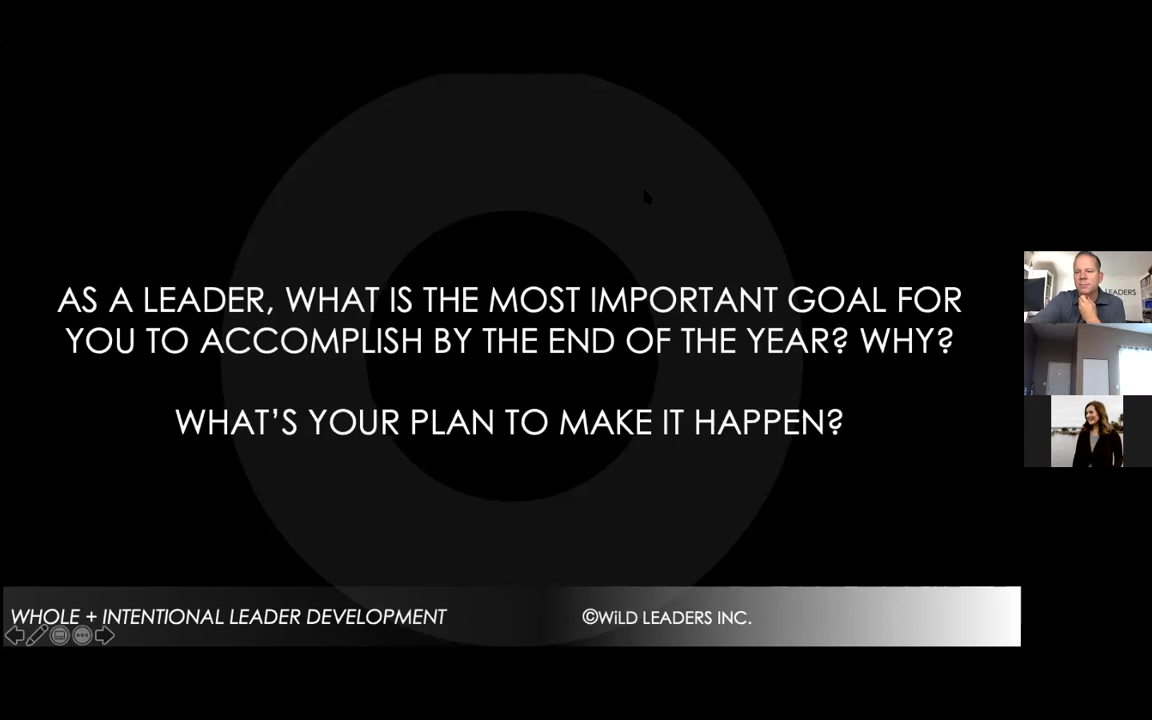 AS A LEADER, WHAT IS THE MOST IMPORTANT GOAL FOR
YOU TO ACCOMPLISH BY THE END OF THE YEAR? WHY?
WHAT'S YOUR PLAN TO MAKE IT HAPPEN?
LEADERS
WHOLE + INTENTIONAL LEADER DEVELOPMENT
©WiLD LEADERS INC.